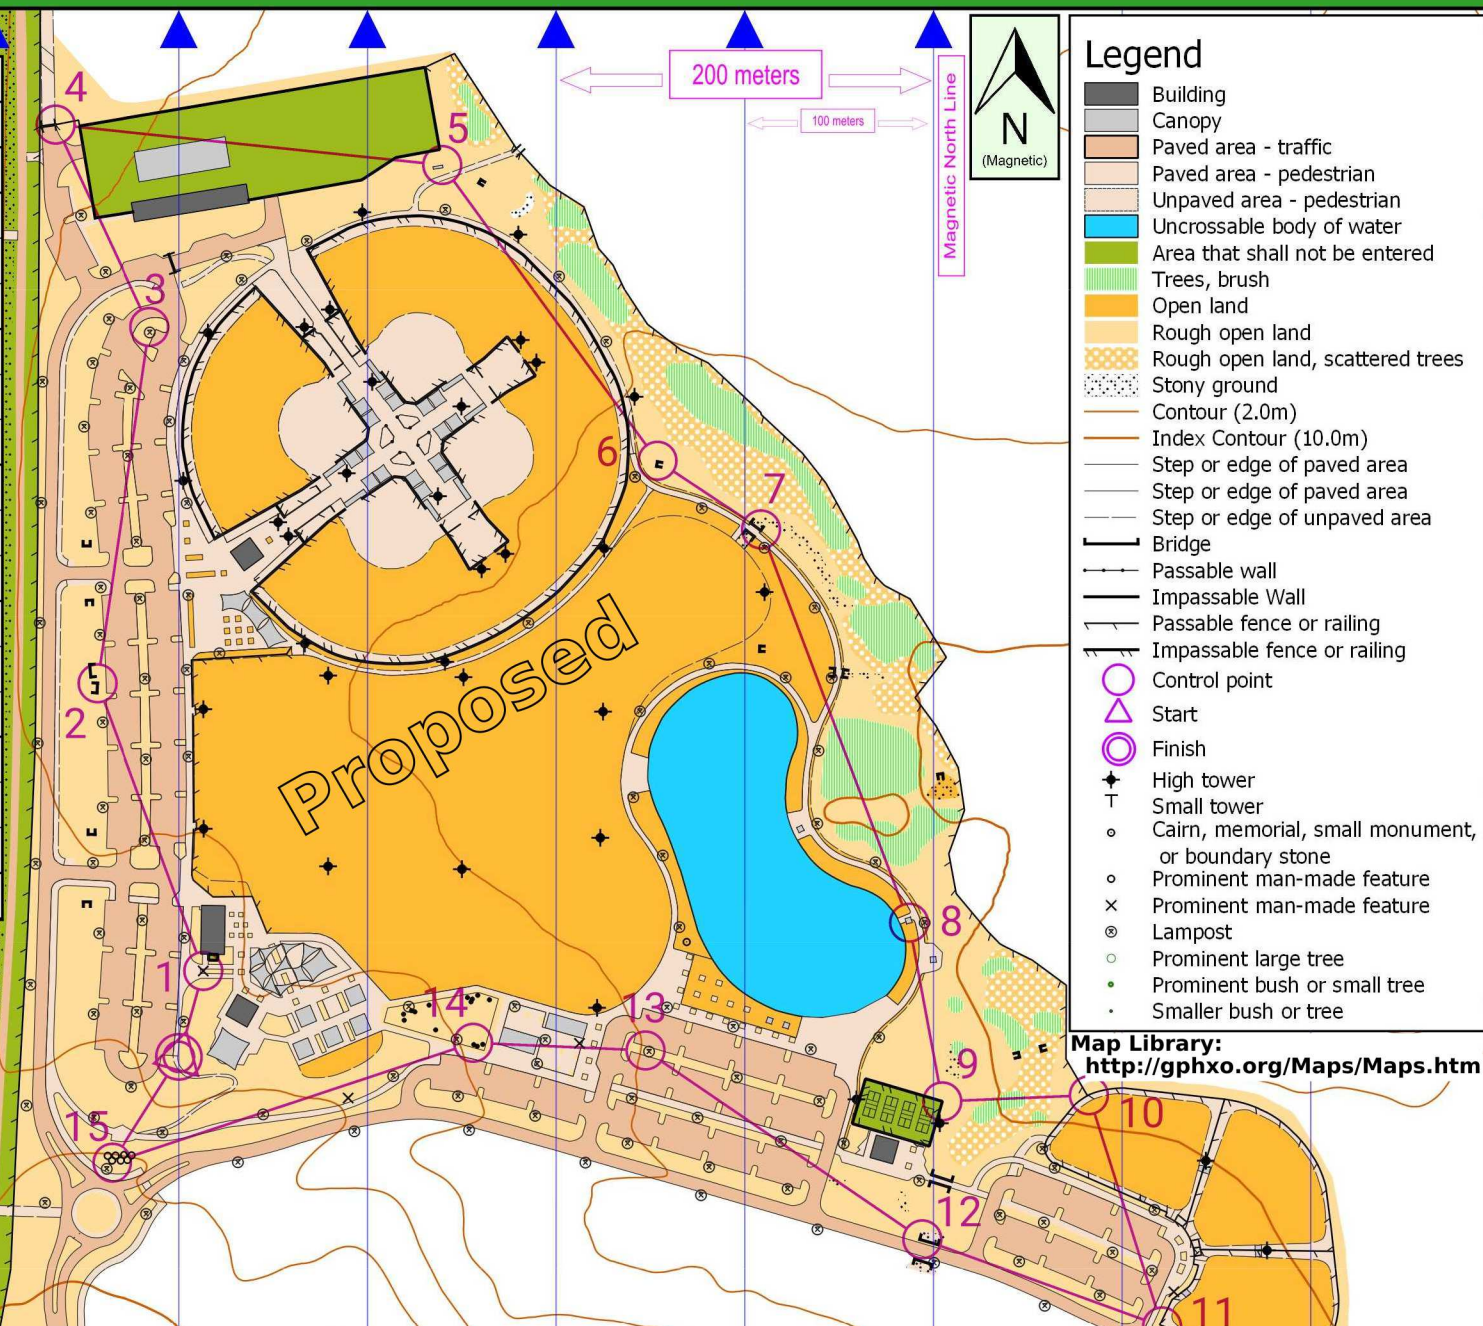 200 meters
100 meters
Magnetic North Line
N
(Magnetic)
Legend
Building
Canopy
Paved area - traffic
Paved area - pedestrian
Unpaved area - pedestrian
Uncrossable body of water
Area that shall not be entered
Trees, brush
Open land
Rough open land
Rough open land, scattered trees
Stony ground
Contour (2.0m)
Index Contour (10.0m)
Step or edge of paved area
Step or edge of paved area
Step or edge of unpaved area
Bridge
Passable wall
Impassable Wall
Passable fence or railing
Impassable fence or railing
Control point
Start
Finish
High tower
Small tower
Cairn, memorial, small monument,
or boundary stone
Prominent man-made feature
Prominent man-made feature
Lampost
Prominent large tree
Prominent bush or small tree
Smaller bush or tree
Map Library:
http://gphxo.org/Maps/Maps.htm
4
5
3
6
7
Proposed
2
8
1
14
13
9
10
15
12
11